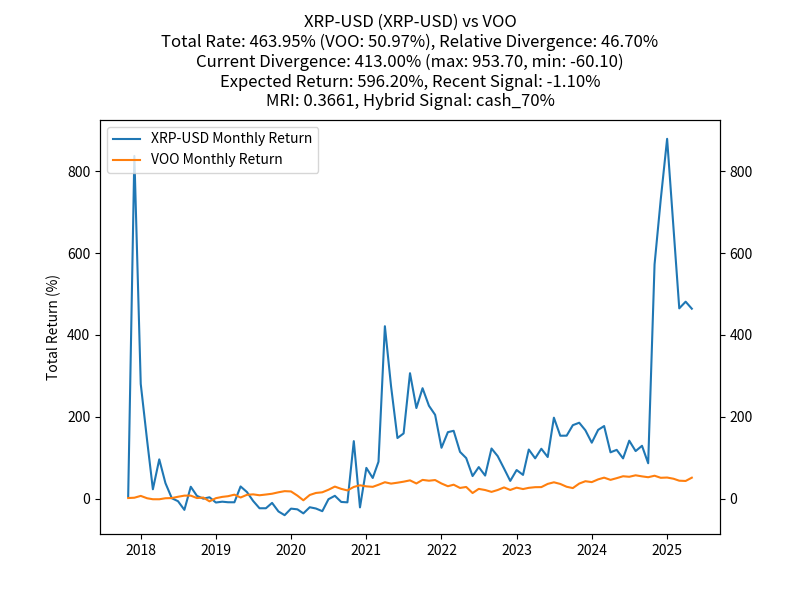 XRP-USD (XRP-USD) vs VOO
Total Rate: 463.95% (VOO: 50.97%), Relative Divergence: 46.70%
Current Divergence: 413.00% (max: 953.70, min: -60.10)
Expected Return: 596.20%, Recent Signal: -1.10%
MRI: 0.3661, Hybrid Signal: cash_70%
XRP-USD Monthly Return
VOO Monthly Return
Total Return (%)
800
600
400
200
0
800
600
400
200
0
2018 2019 2020 2021 2022 2023 2024 2025